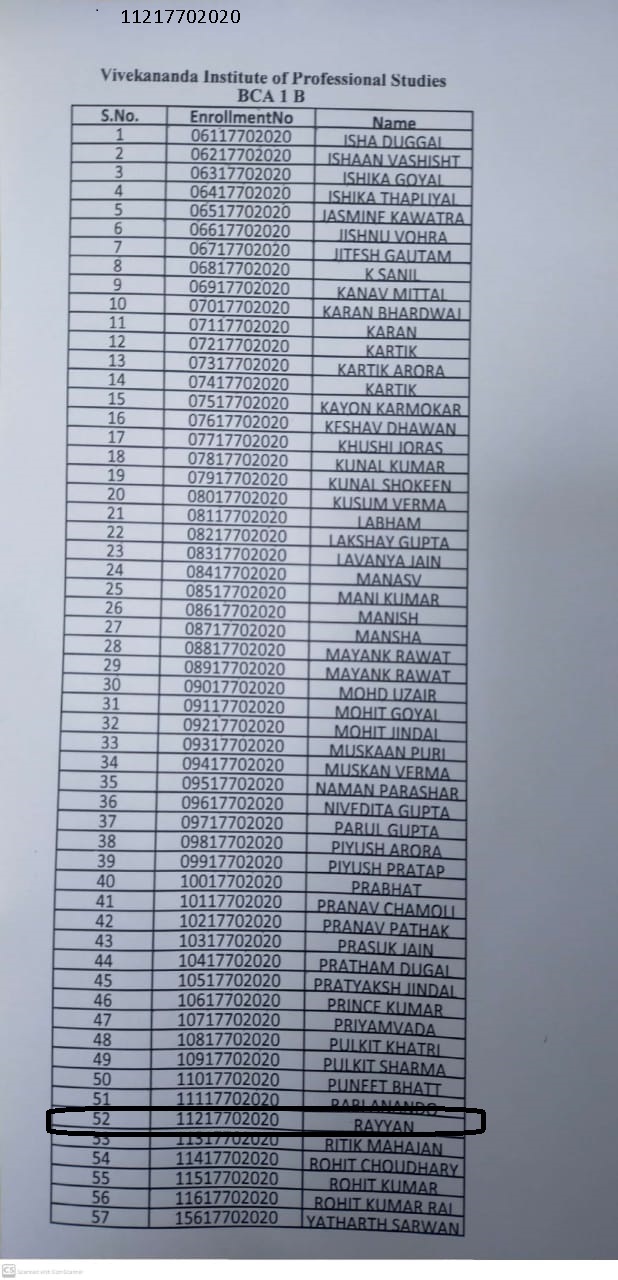 11217702020
Vivekananda Institute of Professional Studies
BCA 1 B
S.No. EnrollmentNo Name
1 06117702020 ISHA DUGGAL
2 06217702020 ISHAAN VASHISHT
3 06317702020 ISHIKA GOYAL
4 06417702020 ISHIKA THAPLIYAL
5 06517702020 JASMINE KAWATRA
6 06617702020 JISHNU VOHRA
7 06717702020 JITESH GAUTAM
8 06817702020 K SANIL
9 06917702020 KANAV MITTAL
10 07017702020 KARAN BHARDWAJ
11 07117702020 KARAN
12 07217702020 KARTIK
13 07317702020 KARTIK ARORA
14 07417702020 KARTIK
15 07517702020 KAYON KARMOKAR
16 07617702020 KESHAV DHAWAN
17 07717702020 KHUSHI JORAS
18 07817702020 KUNAL KUMAR
19 07917702020 KUNAL SHOKEEN
20 08017702020 KUSUM VERMA
21 08117702020 LABHAM
22 08217702020 LAKSHAY GUPTA
23 08317702020 LAVANYA JAIN
24 08417702020 MANASV
25 08517702020 MANI KUMAR
26 08617702020 MANISH
27 08717702020 MANSHA
28 08817702020 MAYANK RAWAT
29 08917702020 MAYANK RAWAT
30 09017702020 MOHD UZAIR
31 09117702020 MOHIT GOYAL
32 09217702020 MOHIT JINDAL
33 09317702020 MUSKAAN PURI
34 09417702020 MUSKAN VERMA
35 09517702020 NAMAN PARASHAR
36 09617702020 NIVEDITA GUPTA
37 09717702020 PARUL GUPTA
38 09817702020 PIYUSH ARORA
39 09917702020 PIYUSH PRATAP
40 10017702020 PRABHAT
41 10117702020 PRANAV CHAMOLI
42 10217702020 PRANAV PATHAK
43 10317702020 PRASUK JAIN
44 10417702020 PRATHAM DUGAL
45 10517702020 PRATYAKSH JINDAL
46 10617702020 PRINCE KUMAR
47 10717702020 PRIYAMVADA
48 10817702020 PULKIT KHATRI
49 10917702020 PULKIT SHARMA
50 11017702020 PUNEET BHATT
51 11117702020
52 11217702020 RAYYAN
53 11317702020 RITIK MAHAJAN
54 11417702020 ROHIT CHOUDHARY
55 11517702020 ROHIT KUMAR
56 11617702020 ROHIT KUMAR RAI
57 15617702020 YATHARTH SARWAN
CS Scanned with CamScanner